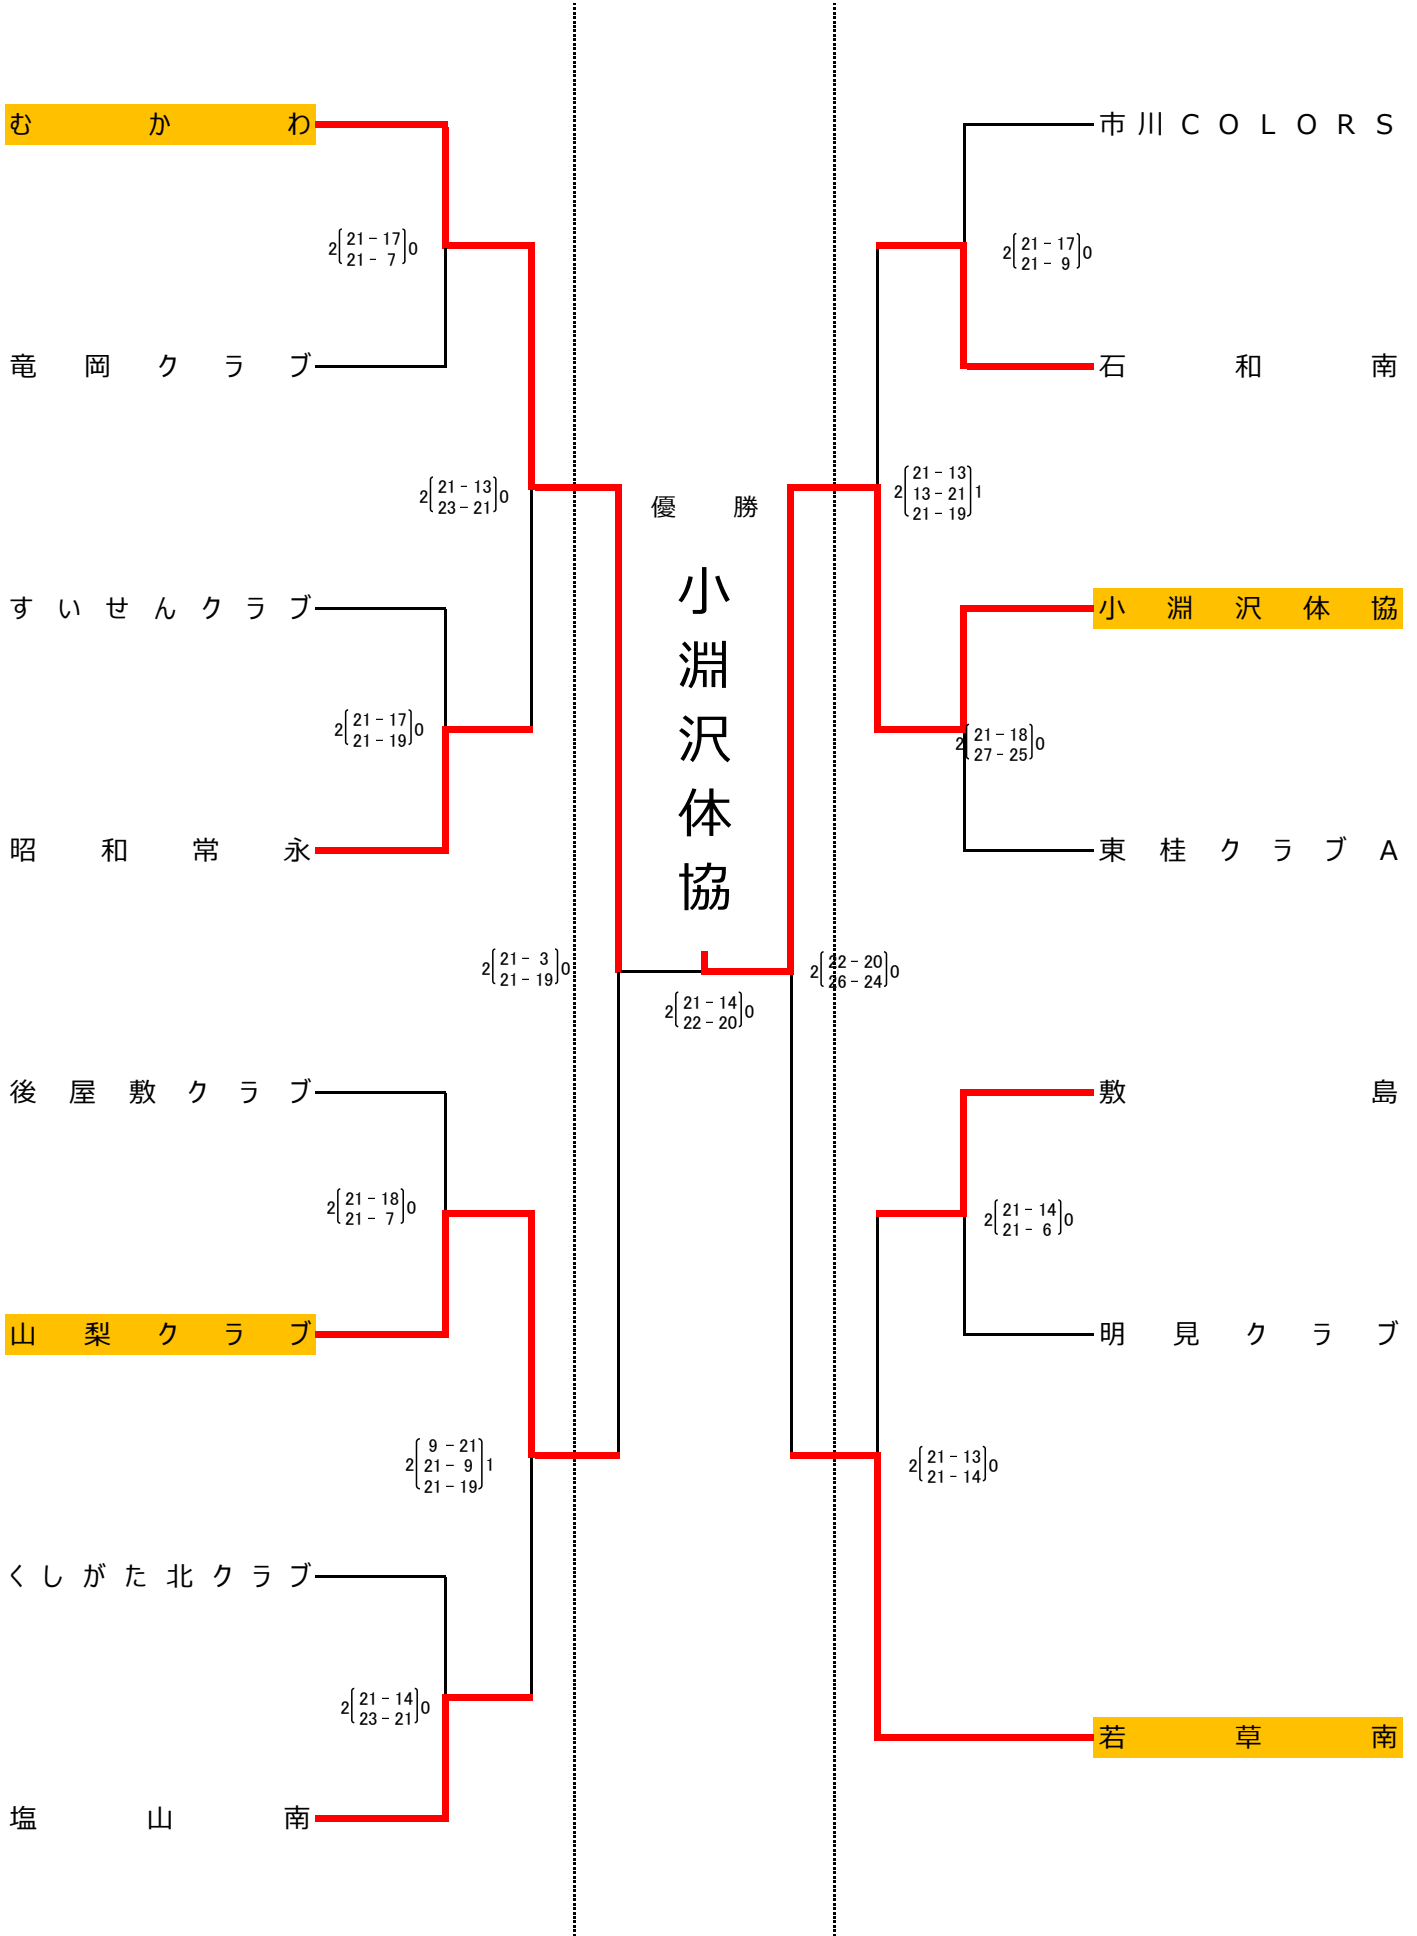 むかわ
2 21－17 0
21－ 7
竜岡クラブ
2 21－13 0
23－21
すいせんクラブ
2 21－17 0
21－19
昭和常永
2 21－ 3 0
21－19
後屋敷クラブ
2 21－18 0
21－ 7
山梨クラブ
9 －21
2 21－ 9 1
21－19
くしがた北クラブ
2 21－14 0
23－21
塩山南
優勝
小淵沢体協
2 21－14 0
22－20
市川COLORS
2 21－17 0
21－ 9
石和南
21－13
2 13－21 1
21－19
小淵沢体協
2 21－18 0
27－25
東桂クラブA
2 22－20 0
26－24
敷島
2 21－14 0
21－ 6
明見クラブ
2 21－13 0
21－14
若草南